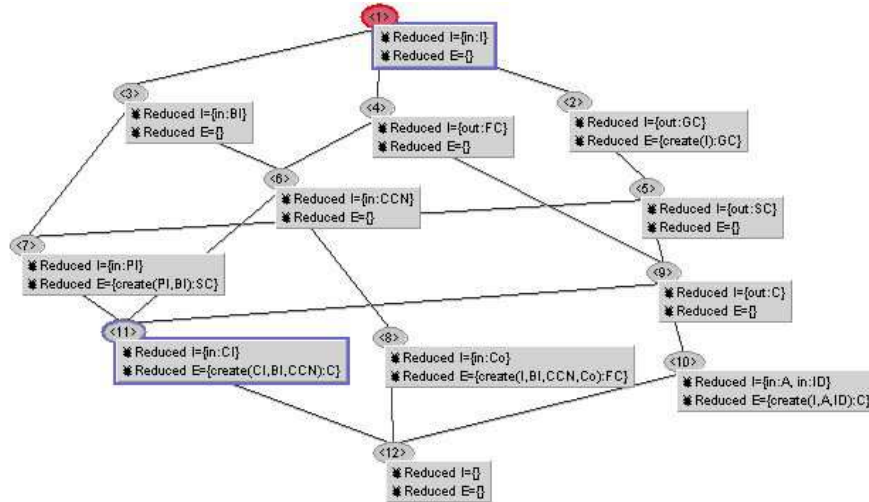 <1>
Reduced I={in:I}
Reduced E={}
<3>
Reduced I={in:BI}
Reduced E={}
<4>
Reduced I={out:FC}
Reduced E={}
<2>
Reduced I={out:GC}
Reduced E={create(I):GC}
<6>
Reduced I={in:CCN}
Reduced E={}
<5>
Reduced I={out:SC}
Reduced E={}
<7>
Reduced I={in:PI}
Reduced E={create(PI,BI):SC}
<9>
Reduced I={out:C}
Reduced E={}
<11>
Reduced I={in:CI}
Reduced E={create(CI,BI,CCN):C}
<8>
Reduced I={in:Co}
Reduced E={create(I,BI,CCN,Co):FC}
<10>
Reduced I={in:A, in:ID}
Reduced E={create(I,A,ID):C}
<12>
Reduced I={}
Reduced E={}